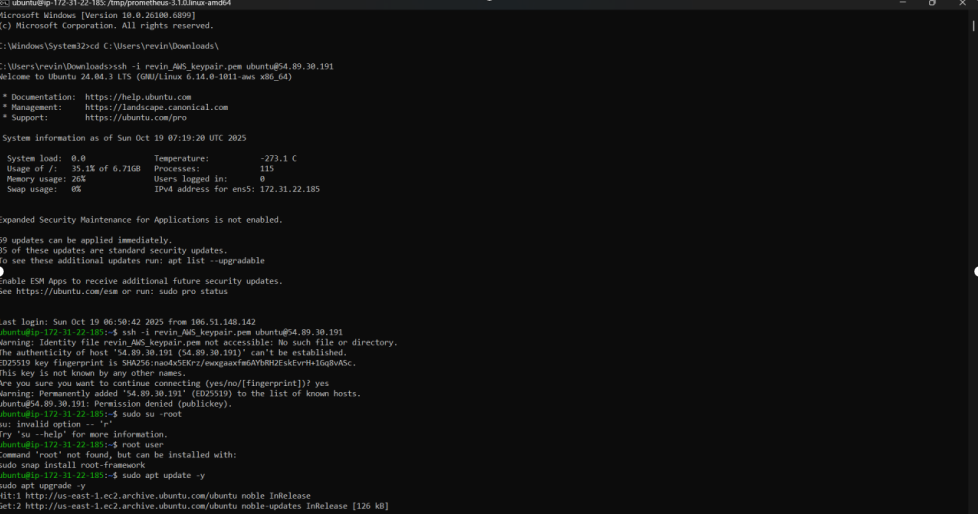 ubuntu@ip-172-31-22-185: /tmp/prometheus-3.1.0.linux-amd64
Microsoft Windows [Version 10.0.26100.6899]
(c) Microsoft Corporation. All rights reserved.
C:\Windows\System32>cd C:\Users\revin\Downloads\
C:\Users\revin\Downloads>ssh -i revin_AWS_keypair.pem ubuntu@54.89.30.191
Welcome to Ubuntu 24.04.3 LTS (GNU/Linux 6.14.0-1011-aws x86_64)
* Documentation: https://help.ubuntu.com
* Management: https://landscape.canonical.com
* Support: https://ubuntu.com/pro
System information as of Sun Oct 19 07:19:20 UTC 2025
System load: 0.0 Temperature: -273.1 C
Usage of /: 35.1% of 6.71GB Processes: 115
Memory usage: 26% Users logged in: 0
Swap usage: 0% IPv4 address for ens5: 172.31.22.185
Expanded Security Maintenance for Applications is not enabled.
59 updates can be applied immediately.
35 of these updates are standard security updates.
To see these additional updates run: apt list --upgradable
Enable ESM Apps to receive additional future security updates.
See https://ubuntu.com/esm or run: sudo pro status
Last login: Sun Oct 19 06:50:42 2025 from 106.51.148.142
ubuntu@ip-172-31-22-185:~$ ssh -i revin_AWS_keypair.pem ubuntu@54.89.30.191
Warning: Identity file revin_AWS_keypair.pem not accessible: No such file or directory.
The authenticity of host '54.89.30.191 (54.89.30.191)' can't be established.
ED25519 key fingerprint is
This key is not known by any other names.
Are you sure you want to continue connecting (yes/no/[fingerprint])? yes
Warning: Permanently added '54.89.30.191' (ED25519) to the list of known hosts.
ubuntu@54.89.30.191: Permission denied (publickey).
ubuntu@ip-172-31-22-185:~$ sudo su -root
su: invalid option -- 'r'
Try 'su --help' for more information.
ubuntu@ip-172-31-22-185:~$ root user
Command 'root' not found, but can be installed with:
sudo snap install root-framework
ubuntu@ip-172-31-22-185:~$ sudo apt update -y
sudo apt upgrade -y
Hit:1 http://us-east-1.ec2.archive.ubuntu.com/ubuntu noble InRelease
Get:2 http://us-east-1.ec2.archive.ubuntu.com/ubuntu noble-updates InRelease [126 kB]